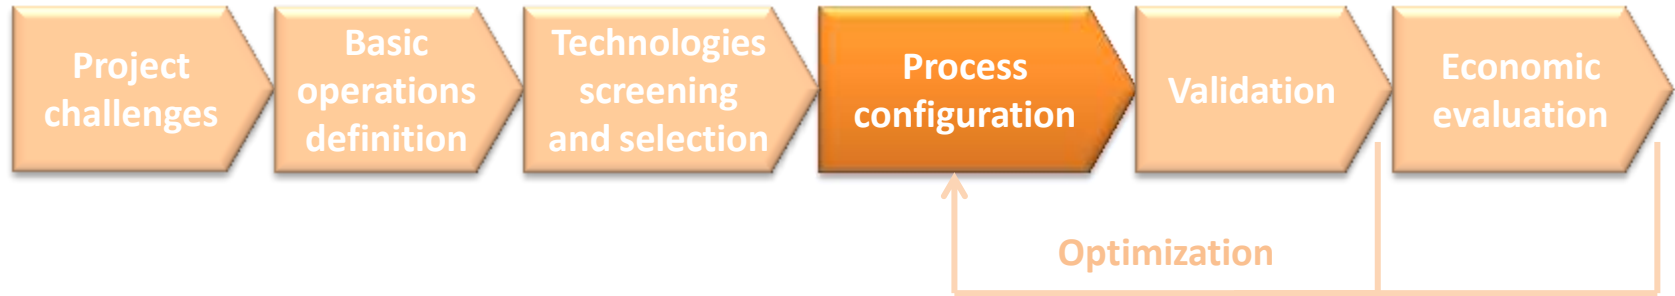 Project
challenges
Basic
operations
definition
Technologies
screening
and selection
Process
configuration
Validation
Economic
evaluation
Optimization